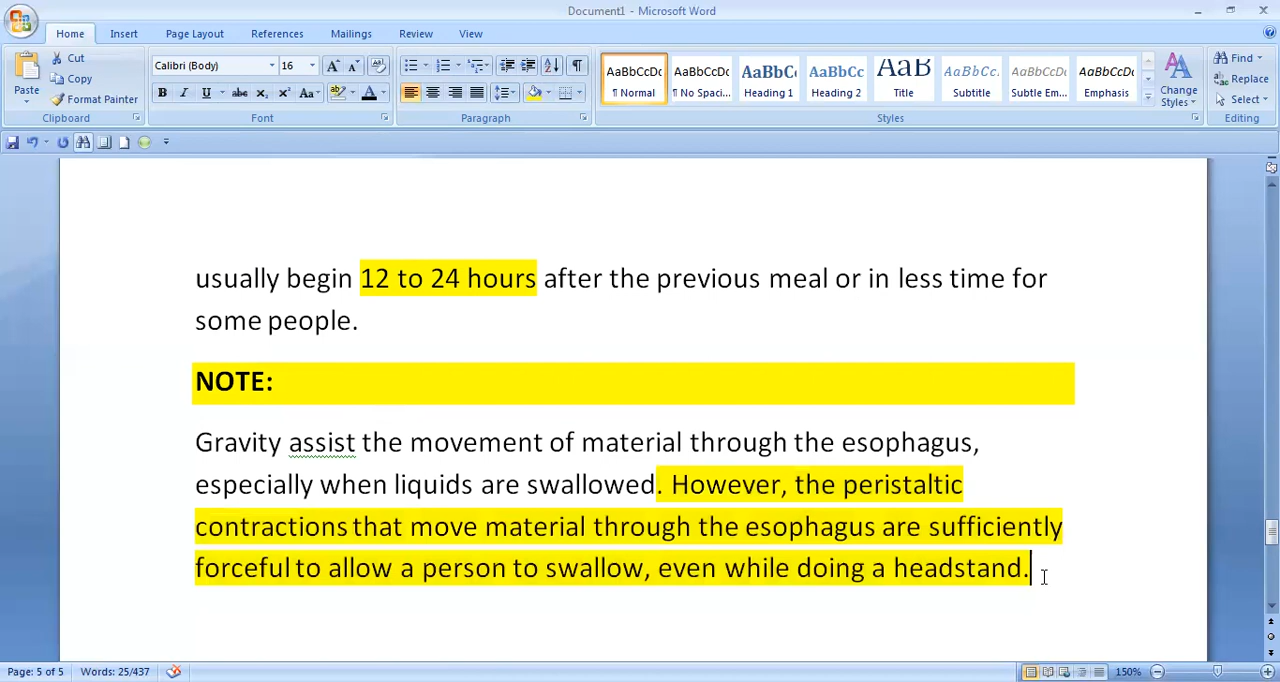 Document1 - Microsoft Word
Home Insert Page Layout References Mailings Review View
Paste
Cut
Copy
Format Painter
Clipboard
Calibri (Body) 16
Font
Paragraph
AaBbCcDc AaBbCcDc AaBbCc AaBbCc AaB AaBbCc. AaBbCcDc AaBbCcDc
¶ Normal ¶ No Spaci... Heading 1 Heading 2 Title Subtitle Subtle Em... Emphasis
Change Styles
Styles
Find
Replace
Select
Editing
usually begin 12 to 24 hours after the previous meal or in less time for
some people.
NOTE:
Gravity assist the movement of material through the esophagus,
especially when liquids are swallowed. However, the peristaltic
contractions that move material through the esophagus are sufficiently
forceful to allow a person to swallow, even while doing a headstand.
Page: 5 of 5 Words: 25/437 150%